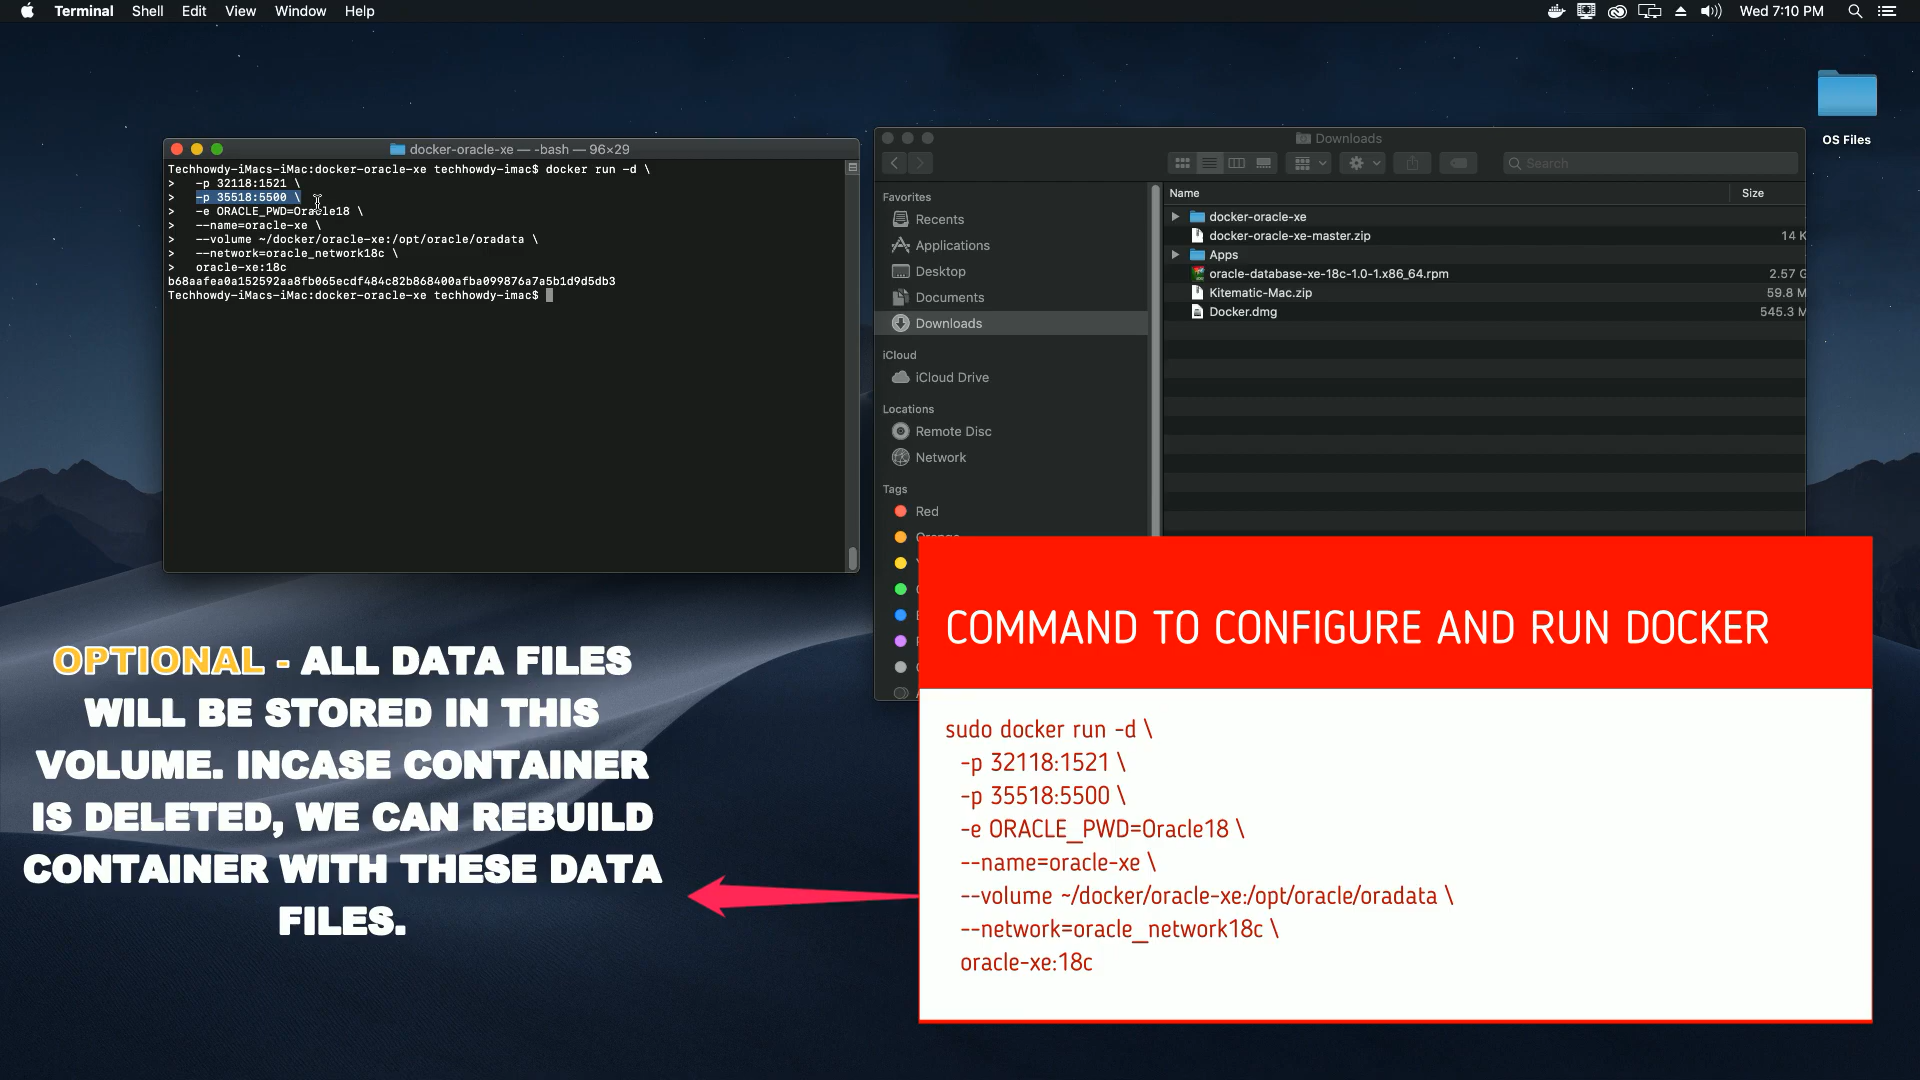 Terminal Shell Edit View Window Help
Wed 7:10 PM
OS Files
docker-oracle-xe — -bash — 96×29
Techhowdy-iMacs-iMac:docker-oracle-xe techhowdy-imac$ docker run -d \
> -p 32118:1521 \
> -p 35518:5500 \
> -e ORACLE_PWD=Oracle18 \
> --name=oracle-xe \
> --volume ~/docker/oracle-xe:/opt/oracle/oradata \
> --network=oracle_network18c \
> oracle-xe:18c
b68aafea0a152592aa8fb065ecdf484c82b868400afba099876a7a5b1d9d5db3
Techhowdy-iMacs-iMac:docker-oracle-xe techhowdy-imac$
Downloads
Search
Favorites
Recents
Applications
Desktop
Documents
Downloads
iCloud
iCloud Drive
Locations
Remote Disc
Network
Tags
Red
Name Size
docker-oracle-xe
docker-oracle-xe-master.zip 14 K
Apps
oracle-database-xe-18c-1.0-1.x86_64.rpm 2.57 G
Kitematic-Mac.zip 59.8 M
Docker.dmg 545.3 M
OPTIONAL - ALL DATA FILES
WILL BE STORED IN THIS
VOLUME. INCASE CONTAINER
IS DELETED, WE CAN REBUILD
CONTAINER WITH THESE DATA
FILES.
COMMAND TO CONFIGURE AND RUN DOCKER
sudo docker run -d \
-p 32118:1521 \
-p 35518:5500 \
-e ORACLE_PWD=Oracle18 \
--name=oracle-xe \
--volume ~/docker/oracle-xe:/opt/oracle/oradata \
--network=oracle_network18c \
oracle-xe:18c